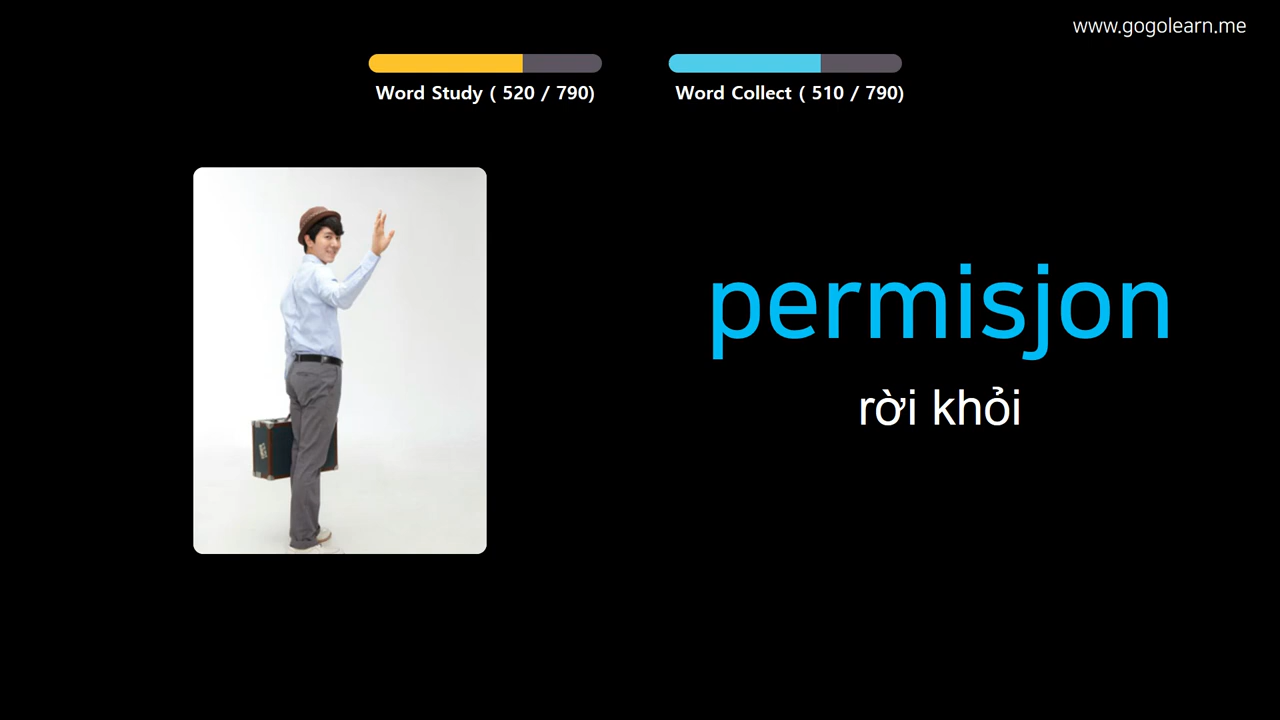 www.gogolearn.me
Word Study ( 520 / 790)
Word Collect ( 510 / 790)
permisjon
rời khỏi